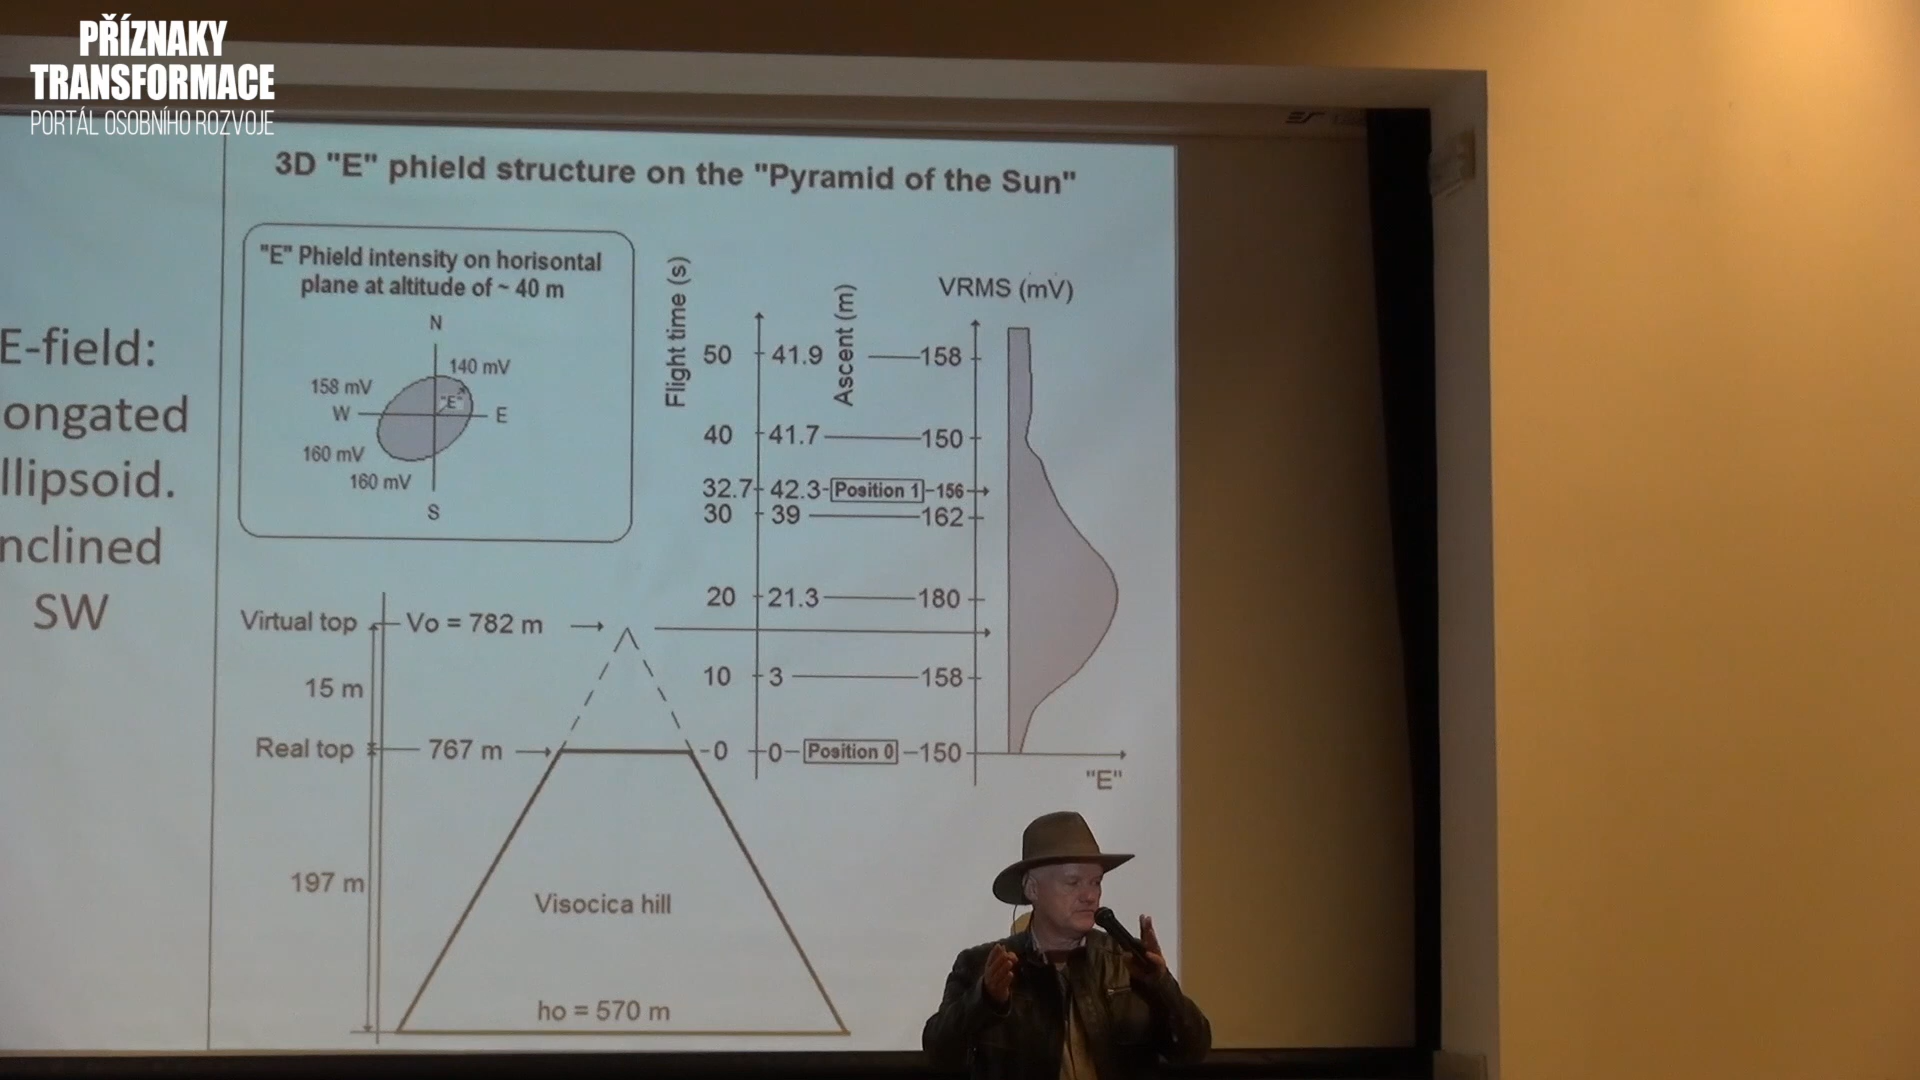 PŘÍZNAKY
TRANSFORMACE
PORTÁL OSOBNÍHO ROZVOJE
3D "E" phield structure on the "Pyramid of the Sun"
"E" Phield intensity on horisontal
plane at altitude of ~ 40 m
N
140 mV
158 mV
"E"
W
E
160 mV
160 mV
S
E-field:
ongated
llipsoid.
nclined
SW
Flight time (s)
Ascent (m)
VRMS (mV)
50 41.9 158
40 41.7 150
32.7 42.3 Position 1 156
30 39 162
20 21.3 180
10 3 158
0 0 Position 0 150
"E"
Virtual top Vo = 782 m
15 m
Real top 767 m
197 m
Visocica hill
ho = 570 m